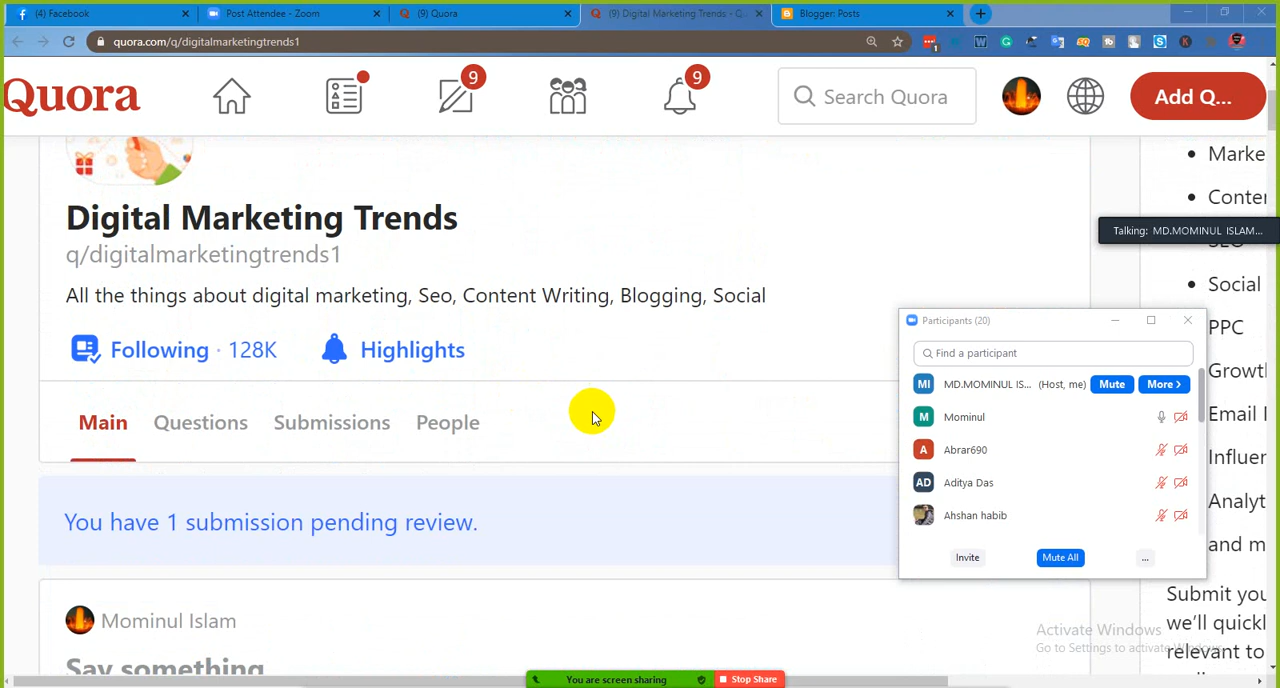 (4) Facebook
Post Attendee - Zoom
(9) Quora
(9) Digital Marketing Trends - Q...
Blogger: Posts
quora.com/q/digitalmarketingtrends1
Quora
9
9
Search Quora
Add Q...
Digital Marketing Trends
q/digitalmarketingtrends1
All the things about digital marketing, Seo, Content Writing, Blogging, Social
Following · 128K
Highlights
Main
Questions
Submissions
People
You have 1 submission pending review.
Mominul Islam
Say something
Marke
Conter
Talking: MD.MOMINUL ISLAM...
SEO
Social
PPC
Growth
Email
Influer
Analyt
and m
Submit you
we'll quickl
relevant to
Participants (20)
Find a participant
MI MD.MOMINUL IS... (Host, me) Mute More
M Mominul
A Abrar690
AD Aditya Das
Ahshan habib
Invite
Mute All
...
Activate Windows
Go to Settings to activate Windows.
You are screen sharing
Stop Share